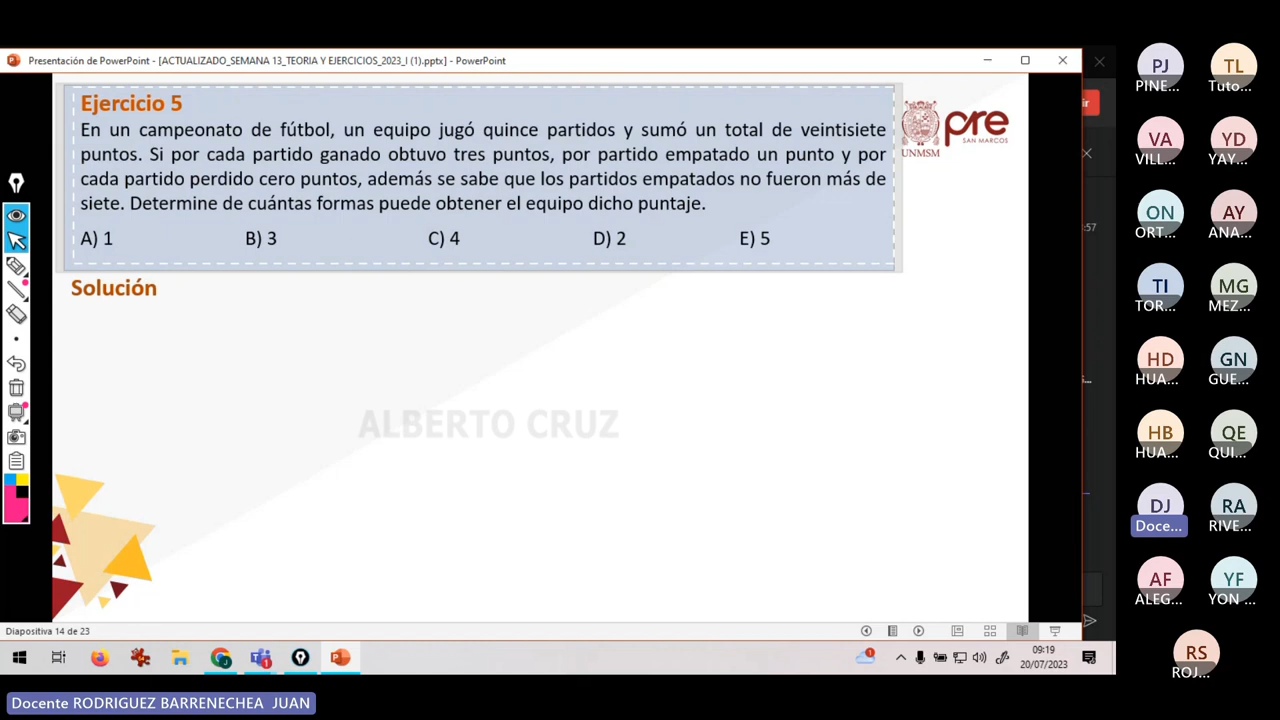 Presentación de PowerPoint - [ACTUALIZADO_SEMANA 13_TEORIA Y EJERCICIOS_2023_I (1).pptx] - PowerPoint
Ejercicio 5
En un campeonato de fútbol, un equipo jugó quince partidos y sumó un total de veintisiete
puntos. Si por cada partido ganado obtuvo tres puntos, por partido empatado un punto y por
cada partido perdido cero puntos, además se sabe que los partidos empatados no fueron más de
siete. Determine de cuántas formas puede obtener el equipo dicho puntaje.
A) 1 B) 3 C) 4 D) 2 E) 5
UNMSM
pre
SAN MARCOS
Solución
ALBERTO CRUZ
ir
:57
Diapositiva 14 de 23
1
09:19
20/07/2023
PJ TL
PINE... Tuto...
VA YD
VILL... YAY...
ON AY
ORT... ANA...
TI MG
TOR... MEZ...
HD GN
HUA... GUE...
HB QE
HUA... QUI...
DJ RA
Doce... RIVE...
AF YF
ALEG... YON ...
RS
ROJ...
Docente RODRIGUEZ BARRENECHEA JUAN